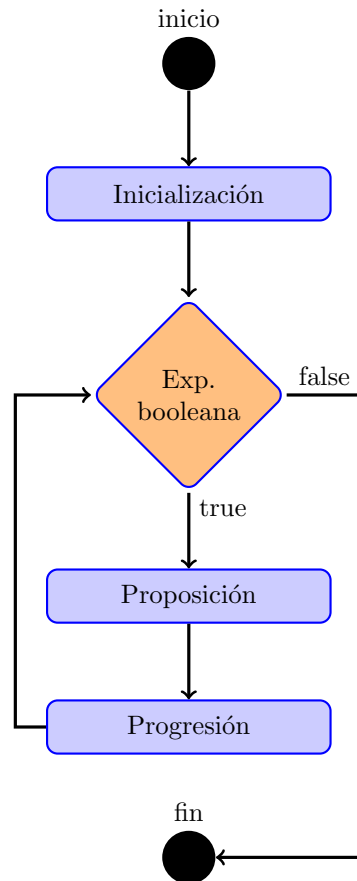 inicio
Inicialización
Exp.
booleana
false
true
Proposición
Progresión
fin